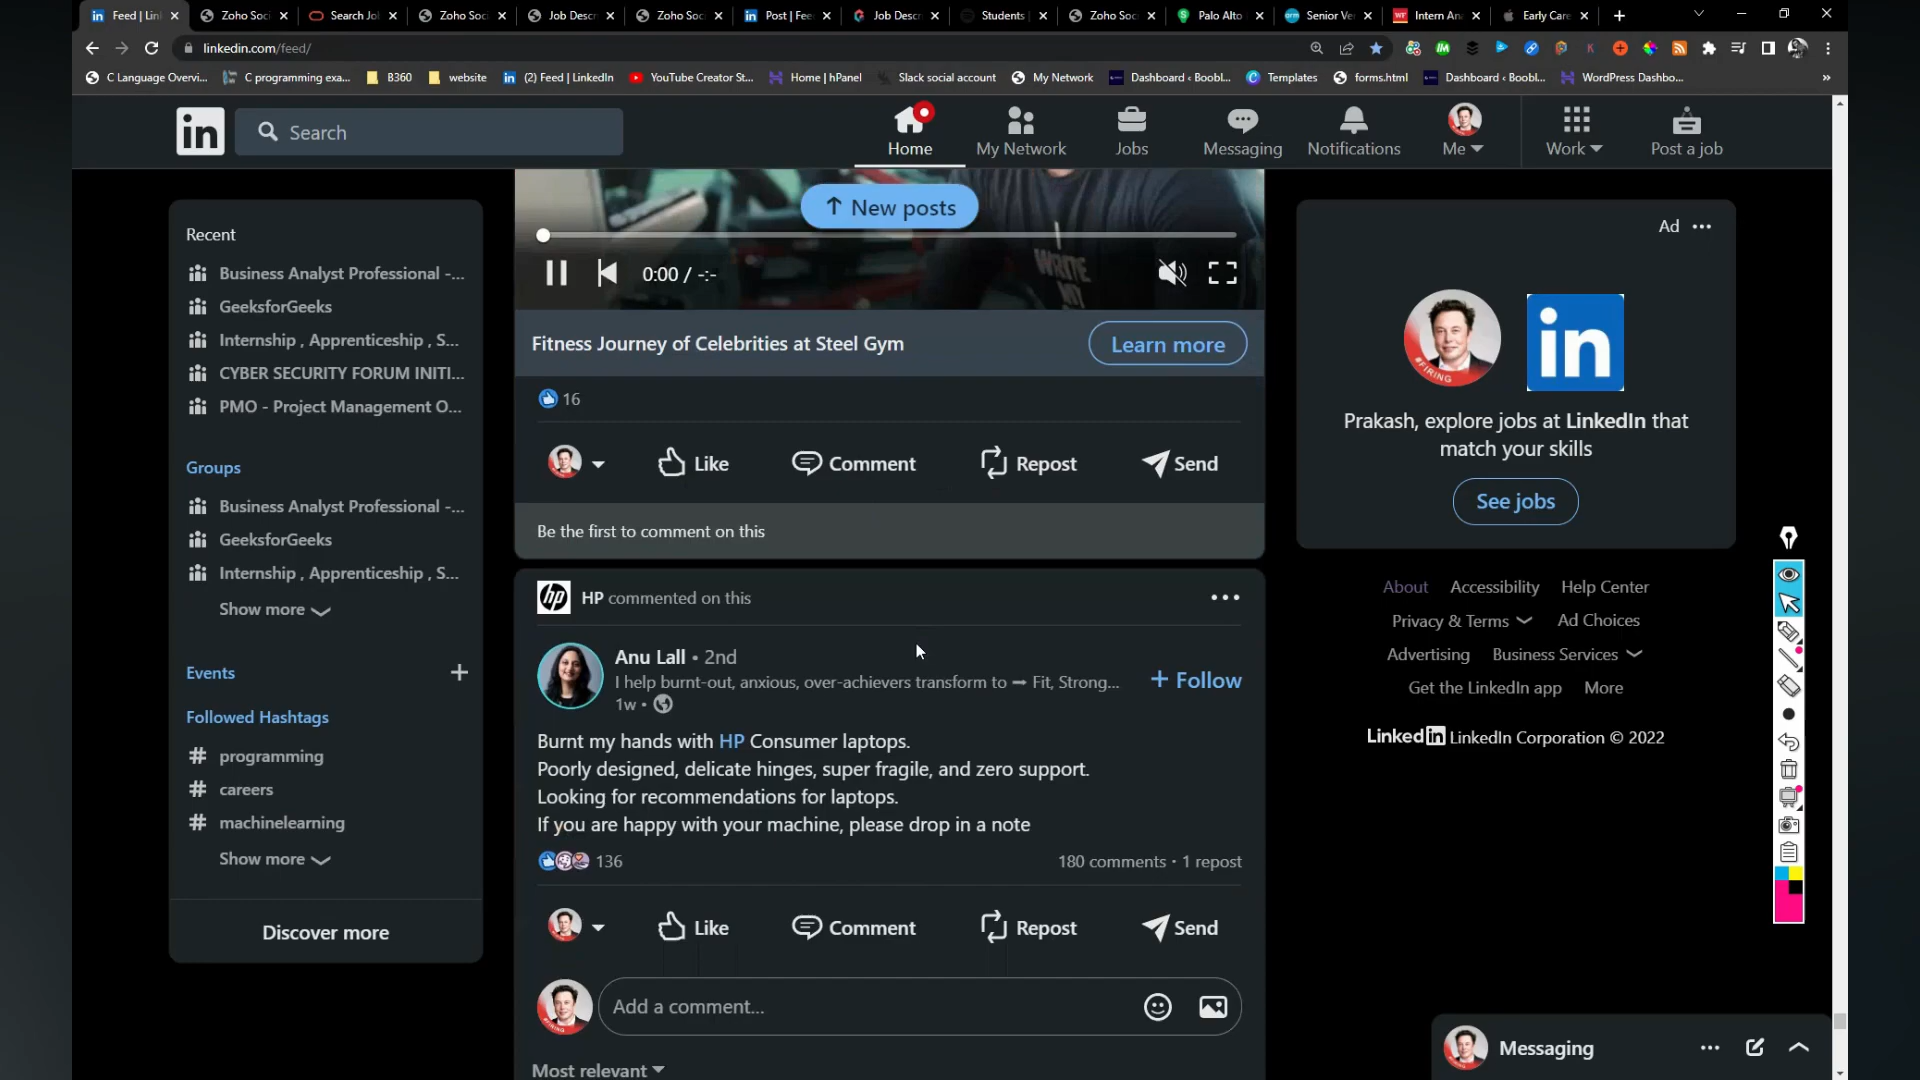 Feed | Lin
Zoho Soc
Search Jo
Zoho Soc
Job Descr
Zoho Soc
Post | Fee
Job Descr
Students
Zoho Soc
Palo Alto
Senior Ve
Intern An
Early Care
linkedin.com/feed/
C Language Overvi...
C programming exa...
B360
website
(2) Feed | LinkedIn
YouTube Creator St...
Home | hPanel
Slack social account
My Network
Dashboard ‹ Boobl...
Templates
forms.html
Dashboard ‹ Boobl...
WordPress Dashbo...
»
in
Search
Home
My Network
Jobs
Messaging
Notifications
Me
Work
Post a job
Recent
Business Analyst Professional -...
GeeksforGeeks
Internship , Apprenticeship , S...
CYBER SECURITY FORUM INITI...
PMO - Project Management O...
Groups
Business Analyst Professional -...
GeeksforGeeks
Internship , Apprenticeship , S...
Show more
Events
+
Followed Hashtags
# programming
# careers
# machinelearning
Show more
Discover more
↑ New posts
WRITE
MY
0:00 / -:-
Fitness Journey of Celebrities at Steel Gym
Learn more
16
Like
Comment
Repost
Send
Be the first to comment on this
hp
HP commented on this
Anu Lall • 2nd
I help burnt-out, anxious, over-achievers transform to ➡ Fit, Strong...
1w •
+ Follow
Burnt my hands with HP Consumer laptops.
Poorly designed, delicate hinges, super fragile, and zero support.
Looking for recommendations for laptops.
If you are happy with your machine, please drop in a note
136
180 comments • 1 repost
Like
Comment
Repost
Send
Add a comment...
Most relevant
Ad
#FIRING
in
Prakash, explore jobs at LinkedIn that
match your skills
See jobs
About
Accessibility
Help Center
Privacy & Terms
Ad Choices
Advertising
Business Services
Get the LinkedIn app
More
LinkedIn LinkedIn Corporation © 2022
Messaging